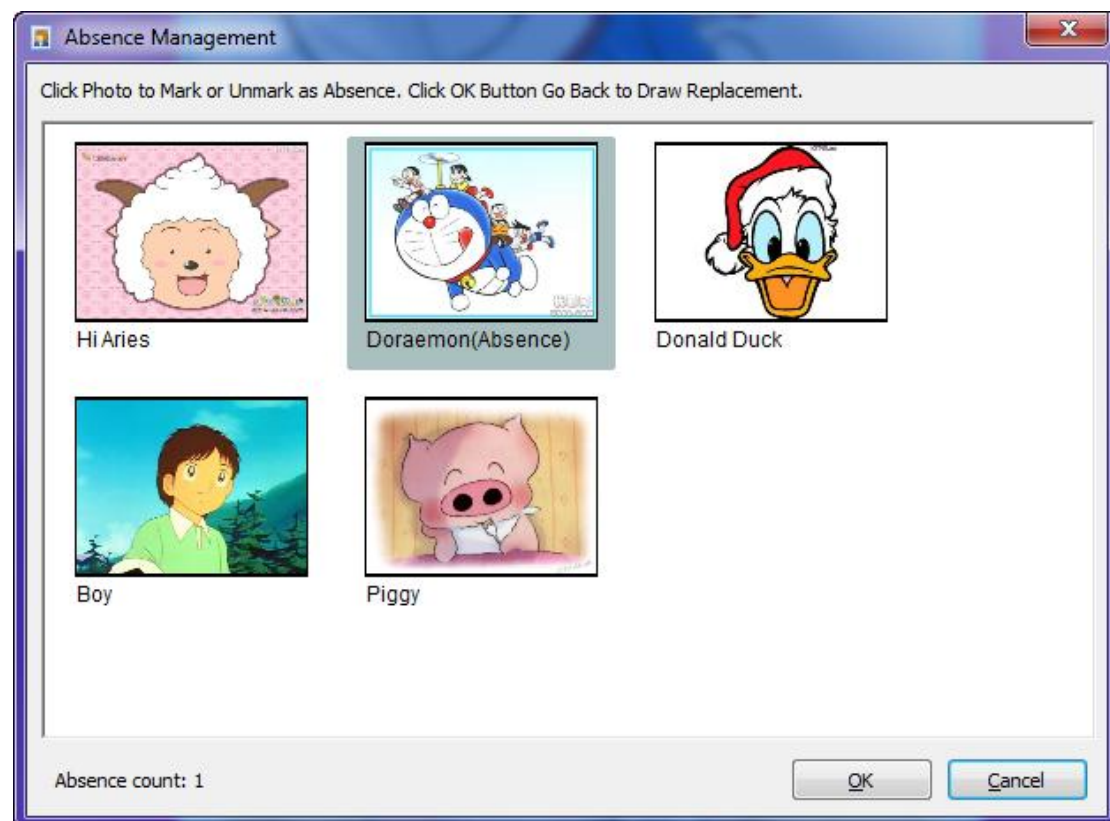 Absence Management
Click Photo to Mark or Unmark as Absence. Click OK Button Go Back to Draw Replacement.
Hi Aries
Doraemon(Absence)
Donald Duck
Boy
Piggy
Absence count: 1
OK
Cancel